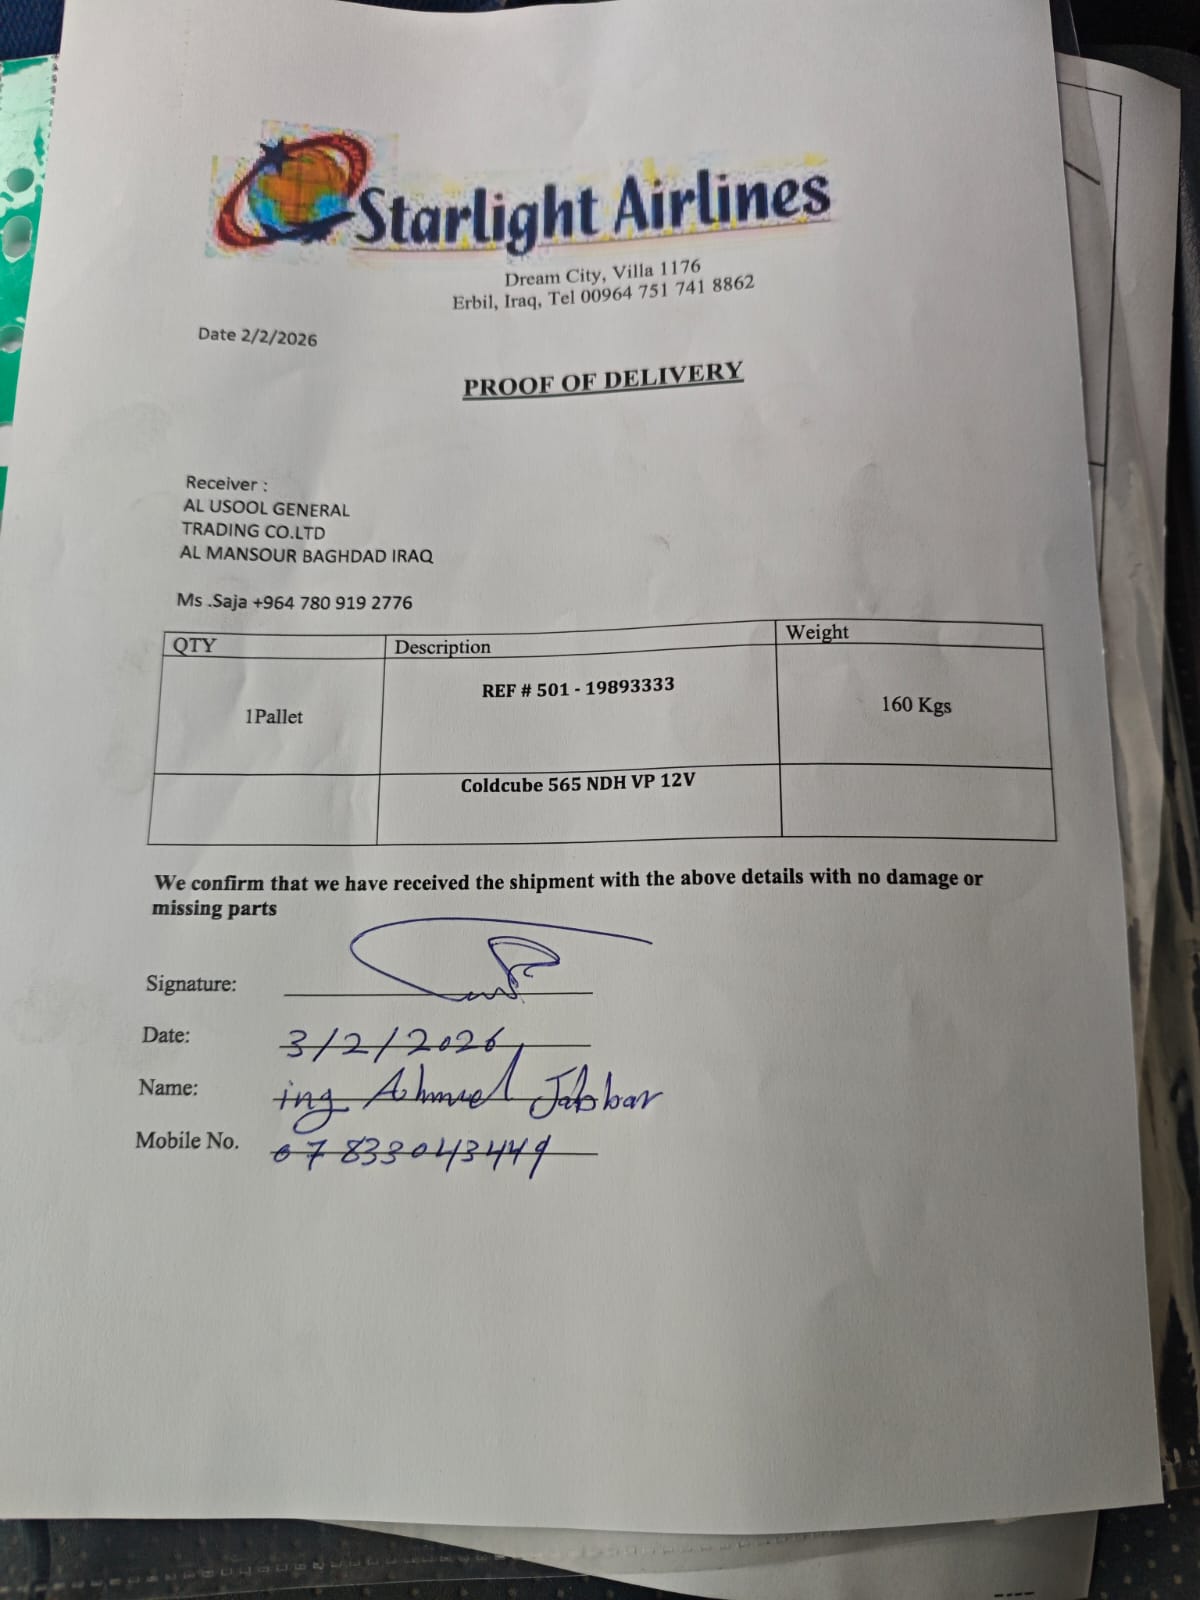 Starlight Airlines
Dream City, Villa 1176
Erbil, Iraq, Tel 00964 751 741 8862
Date 2/2/2026
PROOF OF DELIVERY
Receiver :
AL USOOL GENERAL
TRADING CO.LTD
AL MANSOUR BAGHDAD IRAQ
Ms .Saja +964 780 919 2776
QTY Description Weight
1Pallet REF # 501 - 19893333 160 Kgs
Coldcube 565 NDH VP 12V
We confirm that we have received the shipment with the above details with no damage or
missing parts
Signature:
Date: 3/2/2026
Name: ing Ahmed Jabbar
Mobile No. 07833043449